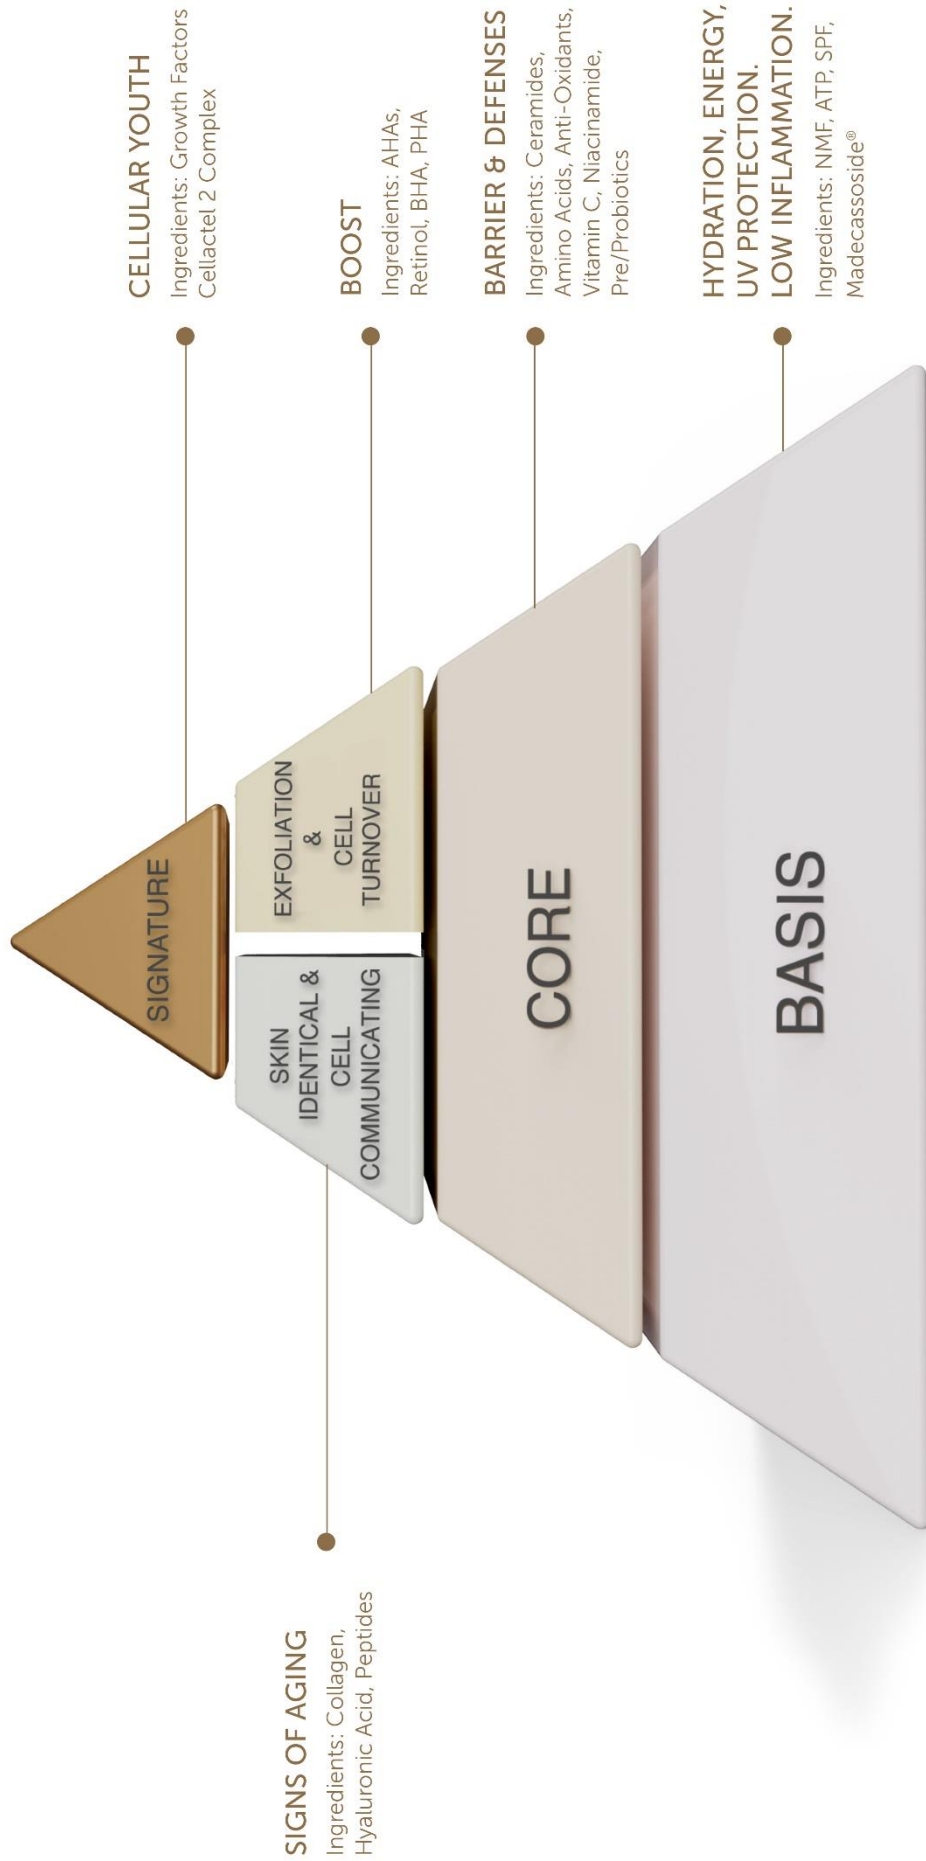 CELLULAR YOUTH
Ingredients: Growth Factors
Cellactel 2 Complex
SIGNATURE
SIGNS OF AGING
Ingredients: Collagen,
Hyaluronic Acid, Peptides
SKIN
IDENTICAL &
CELL
COMMUNICATING
EXFOLIATION
&
CELL
TURNOVER
BOOST
Ingredients: AHAs,
Retinol, BHA, PHA
CORE
BARRIER & DEFENSES
Ingredients: Ceramides,
Amino Acids, Anti-Oxidants,
Vitamin C, Niacinamide,
Pre/Probiotics
BASIS
HYDRATION, ENERGY,
UV PROTECTION.
LOW INFLAMMATION.
Ingredients: NMF, ATP, SPF,
Madecassoside®